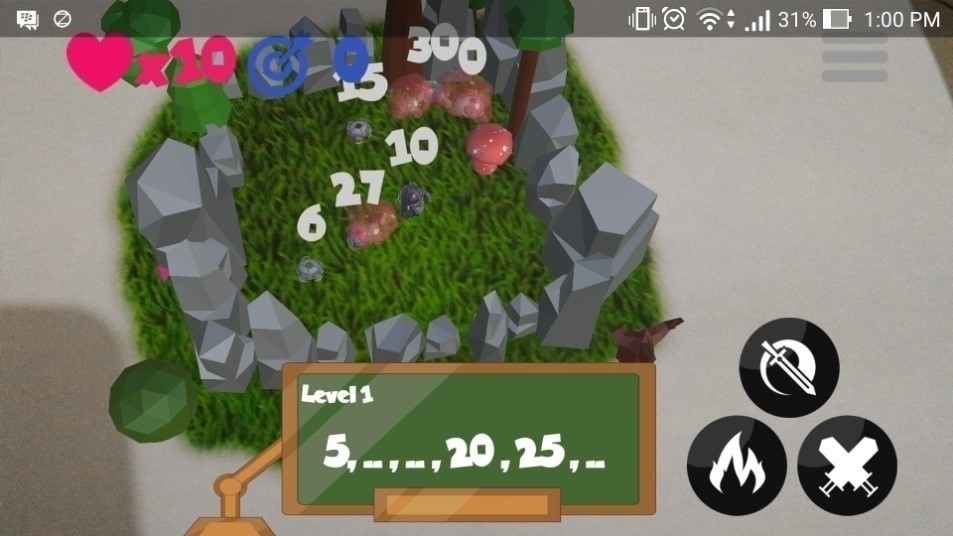 31% 1:00 PM
x10 0
300
15
10
27
6
Level 1
5, .. , .. , 20 , 25 , ..